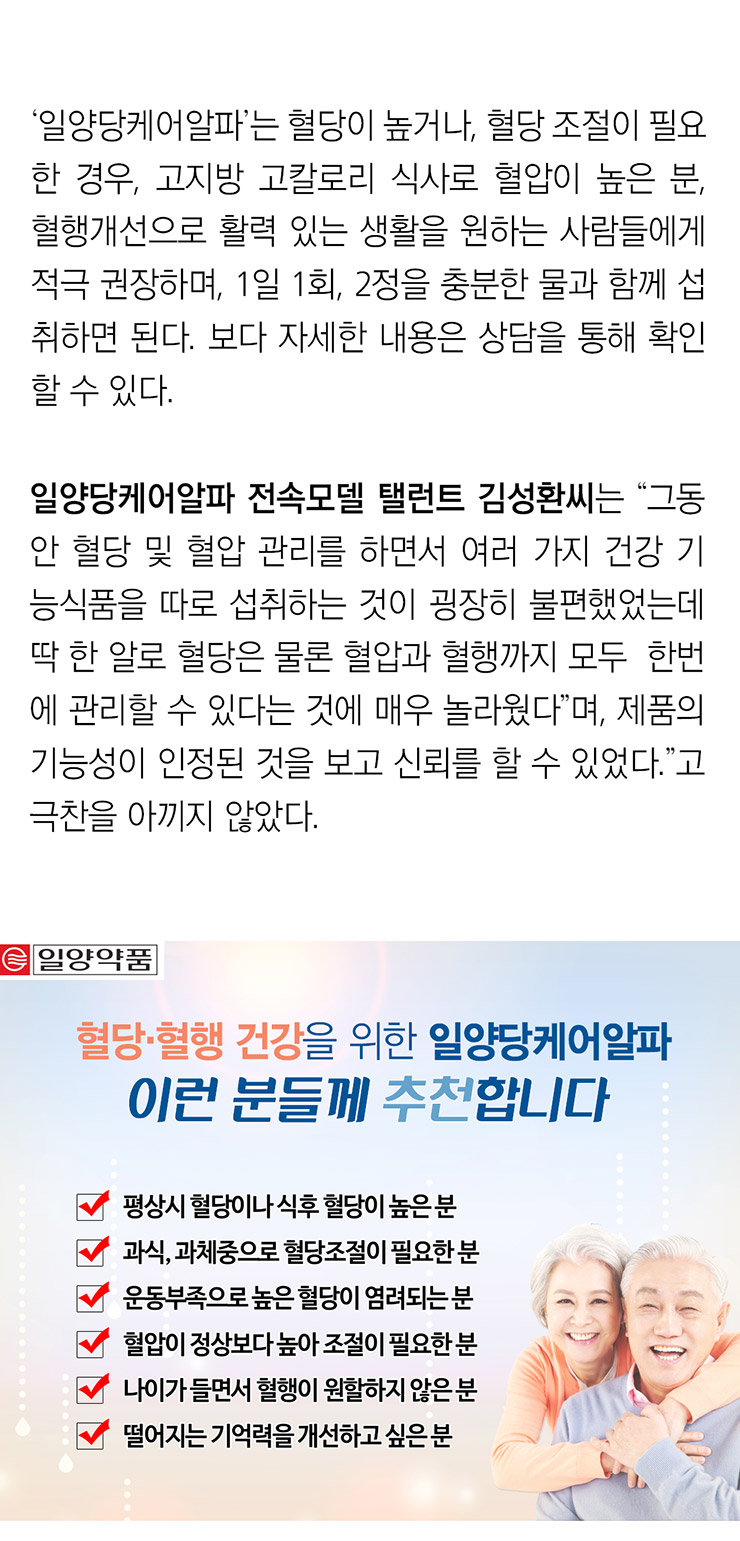 ‘일양당케어알파’는 혈당이 높거나, 혈당 조절이 필요
한 경우, 고지방 고칼로리 식사로 혈압이 높은 분,
혈행개선으로 활력 있는 생활을 원하는 사람들에게
적극 권장하며, 1일 1회, 2정을 충분한 물과 함께 섭
취하면 된다. 보다 자세한 내용은 상담을 통해 확인
할 수 있다.
일양당케어알파 전속모델 탤런트 김성환씨는 “그동
안 혈당 및 혈압 관리를 하면서 여러 가지 건강 기
능식품을 따로 섭취하는 것이 굉장히 불편했었는데
딱 한 알로 혈당은 물론 혈압과 혈행까지 모두 한번
에 관리할 수 있다는 것에 매우 놀라웠다”며, 제품의
기능성이 인정된 것을 보고 신뢰를 할 수 있었다.”고
극찬을 아끼지 않았다.
일양약품
혈당·혈행 건강을 위한 일양당케어알파
이런 분들께 추천합니다
평상시 혈당이나 식후 혈당이 높은 분
과식, 과체중으로 혈당조절이 필요한 분
운동부족으로 높은 혈당이 염려되는 분
혈압이 정상보다 높아 조절이 필요한 분
나이가 들면서 혈행이 원할하지 않은 분
떨어지는 기억력을 개선하고 싶은 분